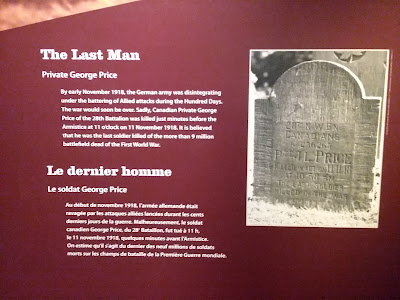 The Last Man
Private George Price
By early November 1918, the German army was disintegrating
under the battering of Allied attacks during the Hundred Days.
The war would soon be over. Sadly, Canadian Private George
Price of the 28th Battalion was killed just minutes before the
Armistice at 11 o'clock on 11 November 1918. It is believed
that he was the last soldier killed of the more than 9 million
battlefield dead of the First World War.
Le dernier homme
Le soldat George Price
Au début de novembre 1918, l'armée allemande était
ravagée par les attaques alliées lancées durant les cents
derniers jours de la guerre. Malheureusement, le soldat
canadien George Price, du 28e Bataillon, fut tué à 11 h,
le 11 novembre 1918, quelques minutes avant l'Armistice.
On estime qu'il s'agit du dernier des neuf millions de soldats
morts sur les champs de bataille de la Première Guerre mondiale.
PRICE